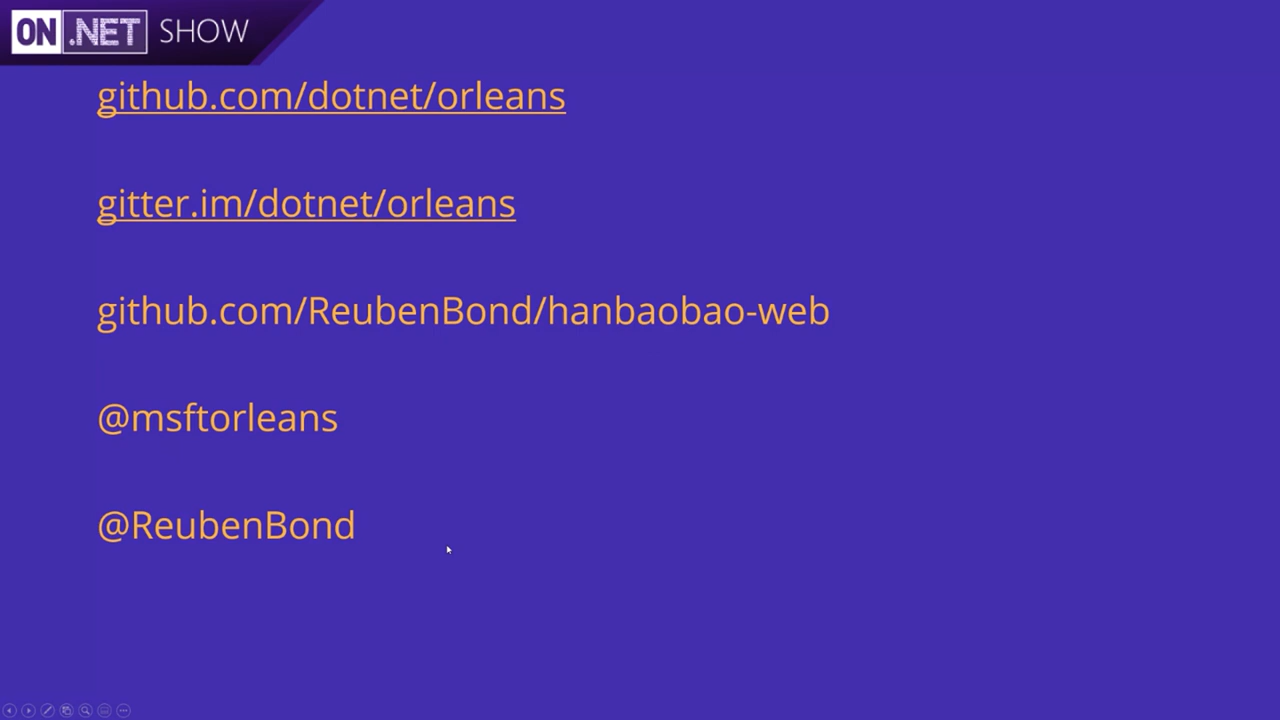 ON .NET SHOW
github.com/dotnet/orleans
gitter.im/dotnet/orleans
github.com/ReubenBond/hanbaobao-web
@msftorleans
@ReubenBond